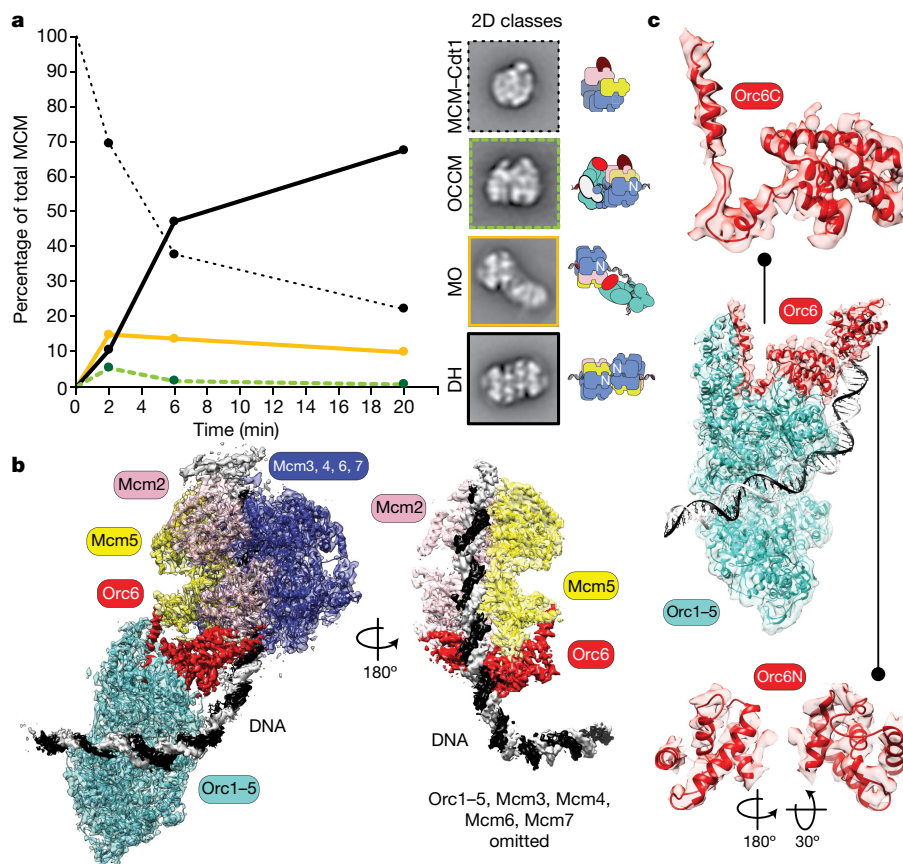 a
2D classes
c
Percentage of total MCM
100
90
80
70
60
50
40
30
20
10
0
0 2 4 6 8 10 12 14 16 18 20
Time (min)
MCM–Cdt1
OCCM
N
MO
N
DH
N
N
Orc6C
Orc6
Orc1–5
Orc6N
180º
30º
b
Mcm2
Mcm3, 4, 6, 7
Mcm5
Orc6
DNA
Orc1–5
180º
Mcm2
Mcm5
Orc6
DNA
Orc1–5, Mcm3, Mcm4,
Mcm6, Mcm7
omitted